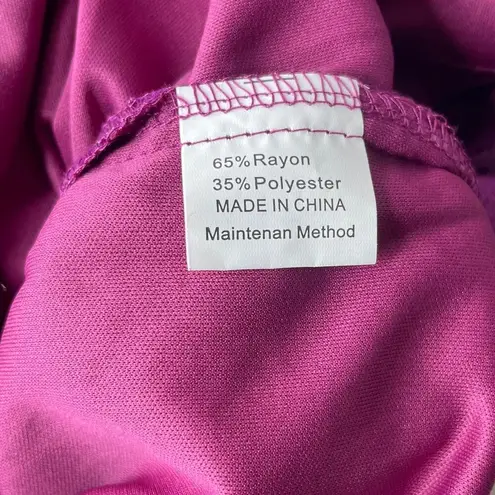 65%Rayon
35%Polyester
MADE IN CHINA
Maintenan Method